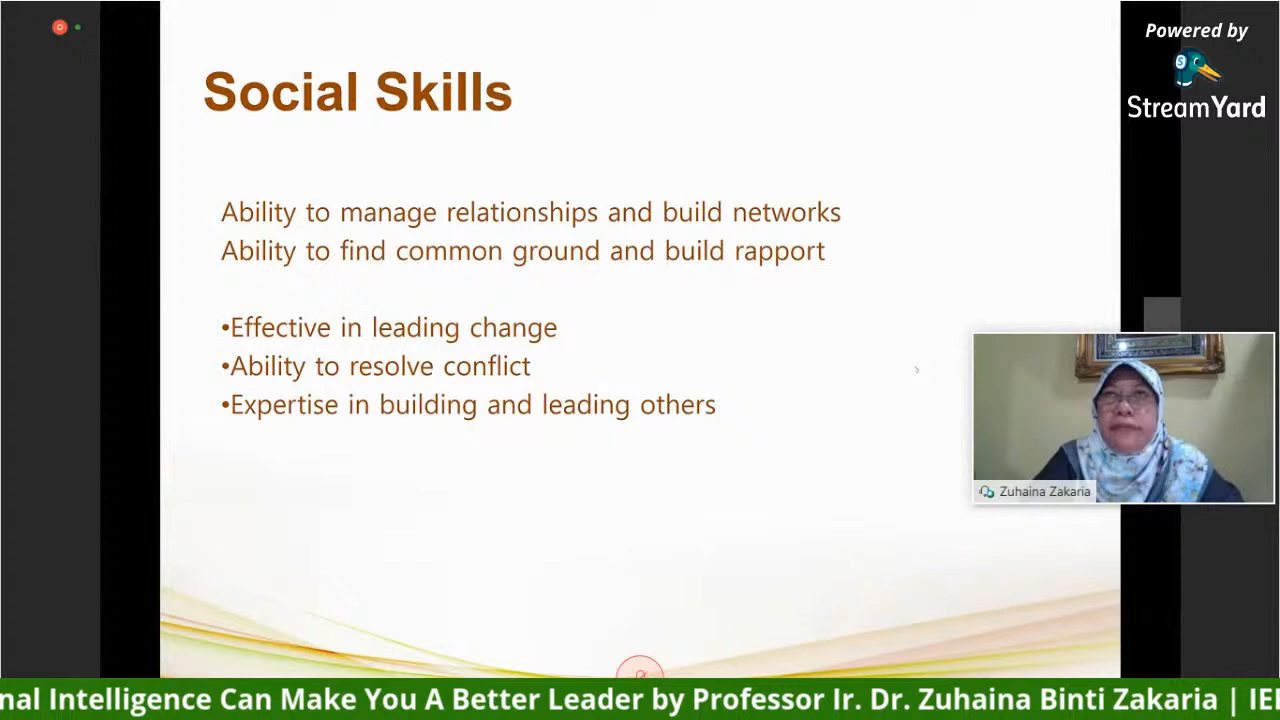 Powered by
StreamYard
Social Skills
Ability to manage relationships and build networks
Ability to find common ground and build rapport
•Effective in leading change
•Ability to resolve conflict
•Expertise in building and leading others
Zuhaina Zakaria
nal Intelligence Can Make You A Better Leader by Professor Ir. Dr. Zuhaina Binti Zakaria |